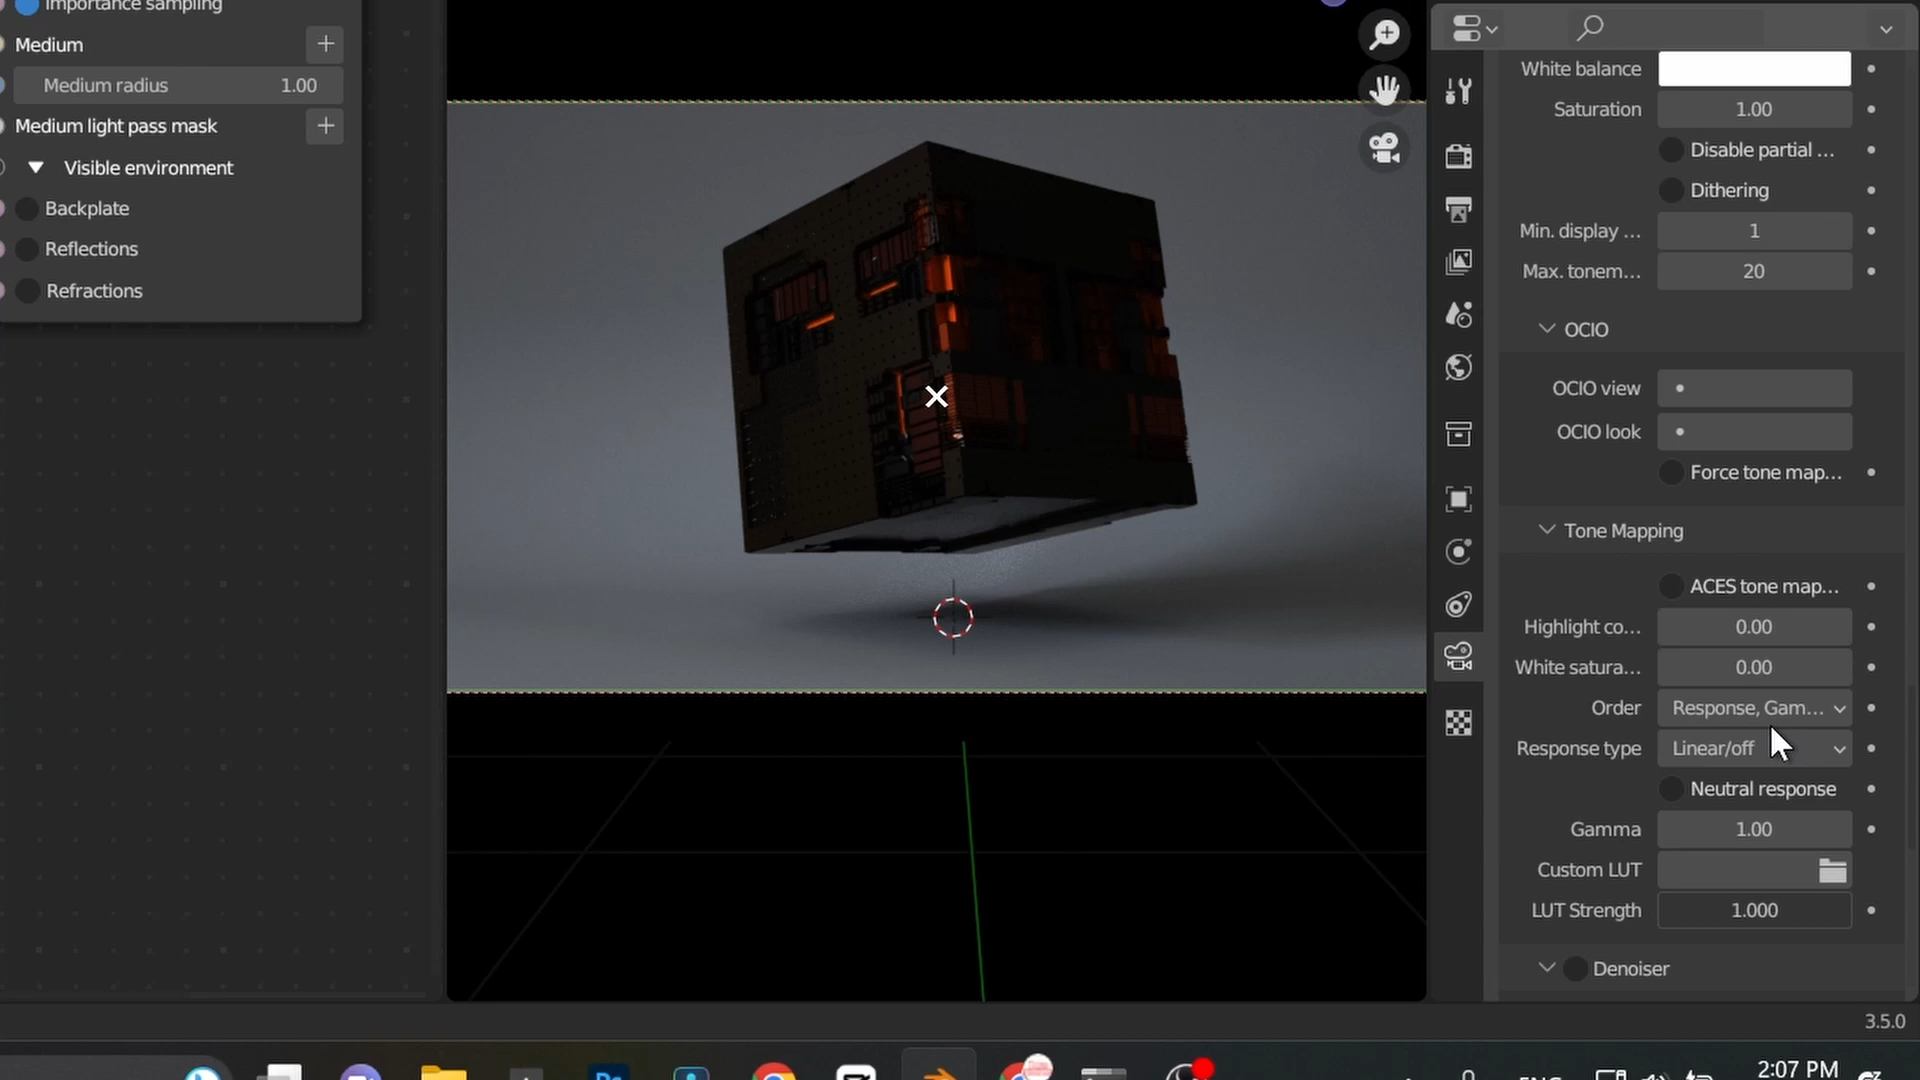 Importance sampling
Medium
Medium radius 1.00
Medium light pass mask
Visible environment
Backplate
Reflections
Refractions
White balance
Saturation 1.00
Disable partial ...
Dithering
Min. display ... 1
Max. tonem... 20
OCIO
OCIO view
OCIO look
Force tone map...
Tone Mapping
ACES tone map...
Highlight co... 0.00
White satura... 0.00
Order Response, Gam...
Response type Linear/off
Neutral response
Gamma 1.00
Custom LUT
LUT Strength 1.000
Denoiser
3.5.0
2:07 PM